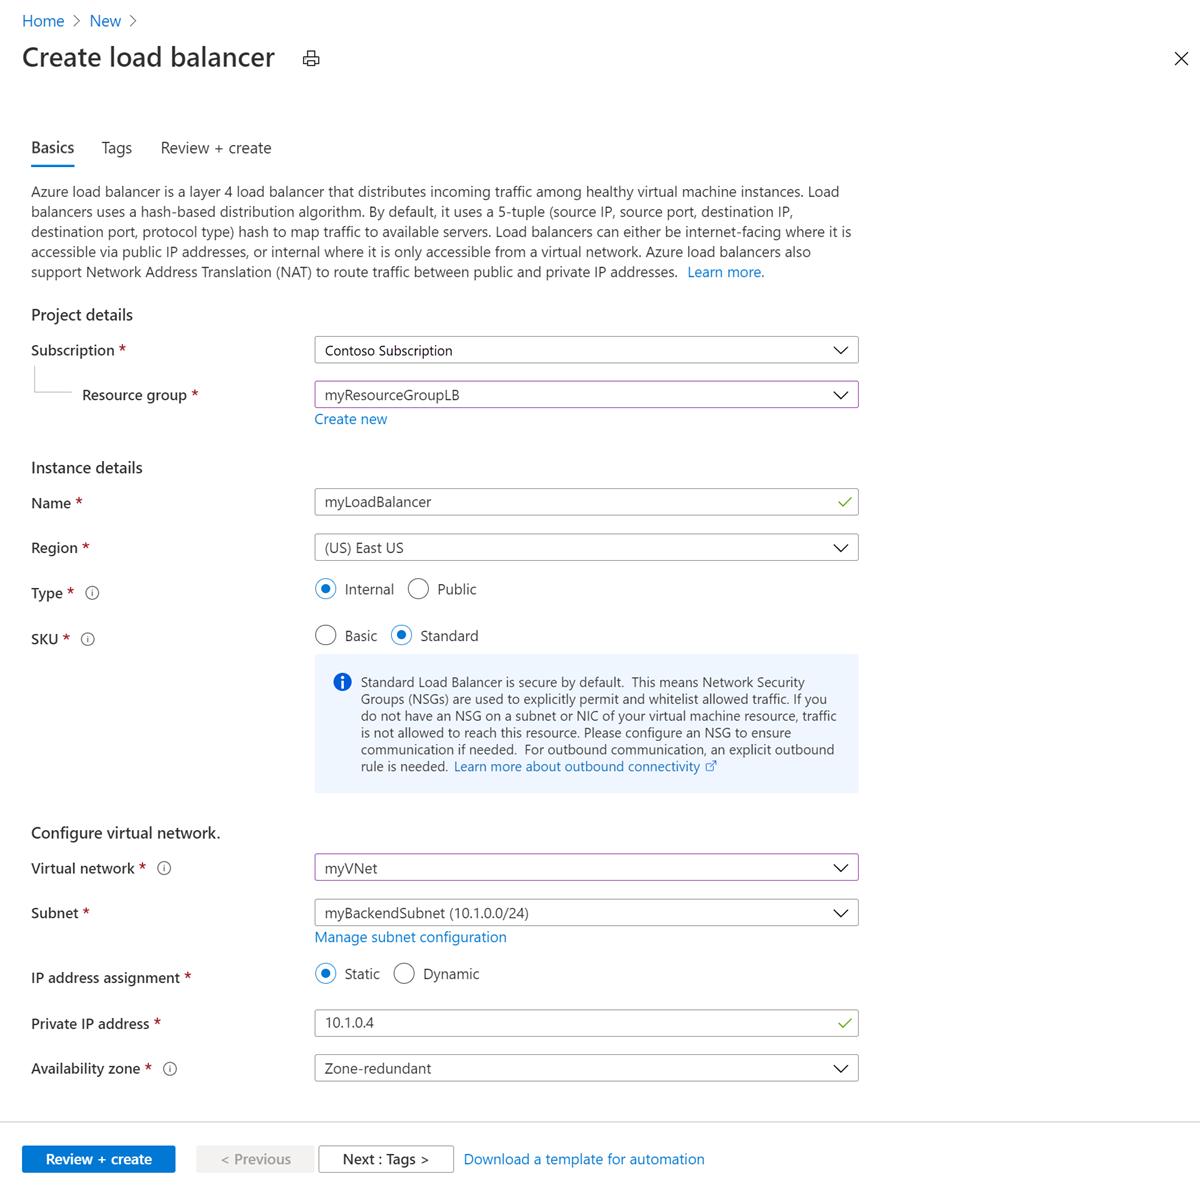 Home > New >
Create load balancer
Basics Tags Review + create
Azure load balancer is a layer 4 load balancer that distributes incoming traffic among healthy virtual machine instances. Load
balancers uses a hash-based distribution algorithm. By default, it uses a 5-tuple (source IP, source port, destination IP,
destination port, protocol type) hash to map traffic to available servers. Load balancers can either be internet-facing where it is
accessible via public IP addresses, or internal where it is only accessible from a virtual network. Azure load balancers also
support Network Address Translation (NAT) to route traffic between public and private IP addresses. Learn more.
Project details
Subscription * Contoso Subscription
Resource group * myResourceGroupLB
Create new
Instance details
Name * myLoadBalancer
Region * (US) East US
Type * Internal Public
SKU * Basic Standard
Standard Load Balancer is secure by default. This means Network Security
Groups (NSGs) are used to explicitly permit and whitelist allowed traffic. If you
do not have an NSG on a subnet or NIC of your virtual machine resource, traffic
is not allowed to reach this resource. Please configure an NSG to ensure
communication if needed. For outbound communication, an explicit outbound
rule is needed. Learn more about outbound connectivity
Configure virtual network.
Virtual network * myVNet
Subnet * myBackendSubnet (10.1.0.0/24)
Manage subnet configuration
IP address assignment * Static Dynamic
Private IP address * 10.1.0.4
Availability zone * Zone-redundant
Review + create < Previous Next : Tags > Download a template for automation